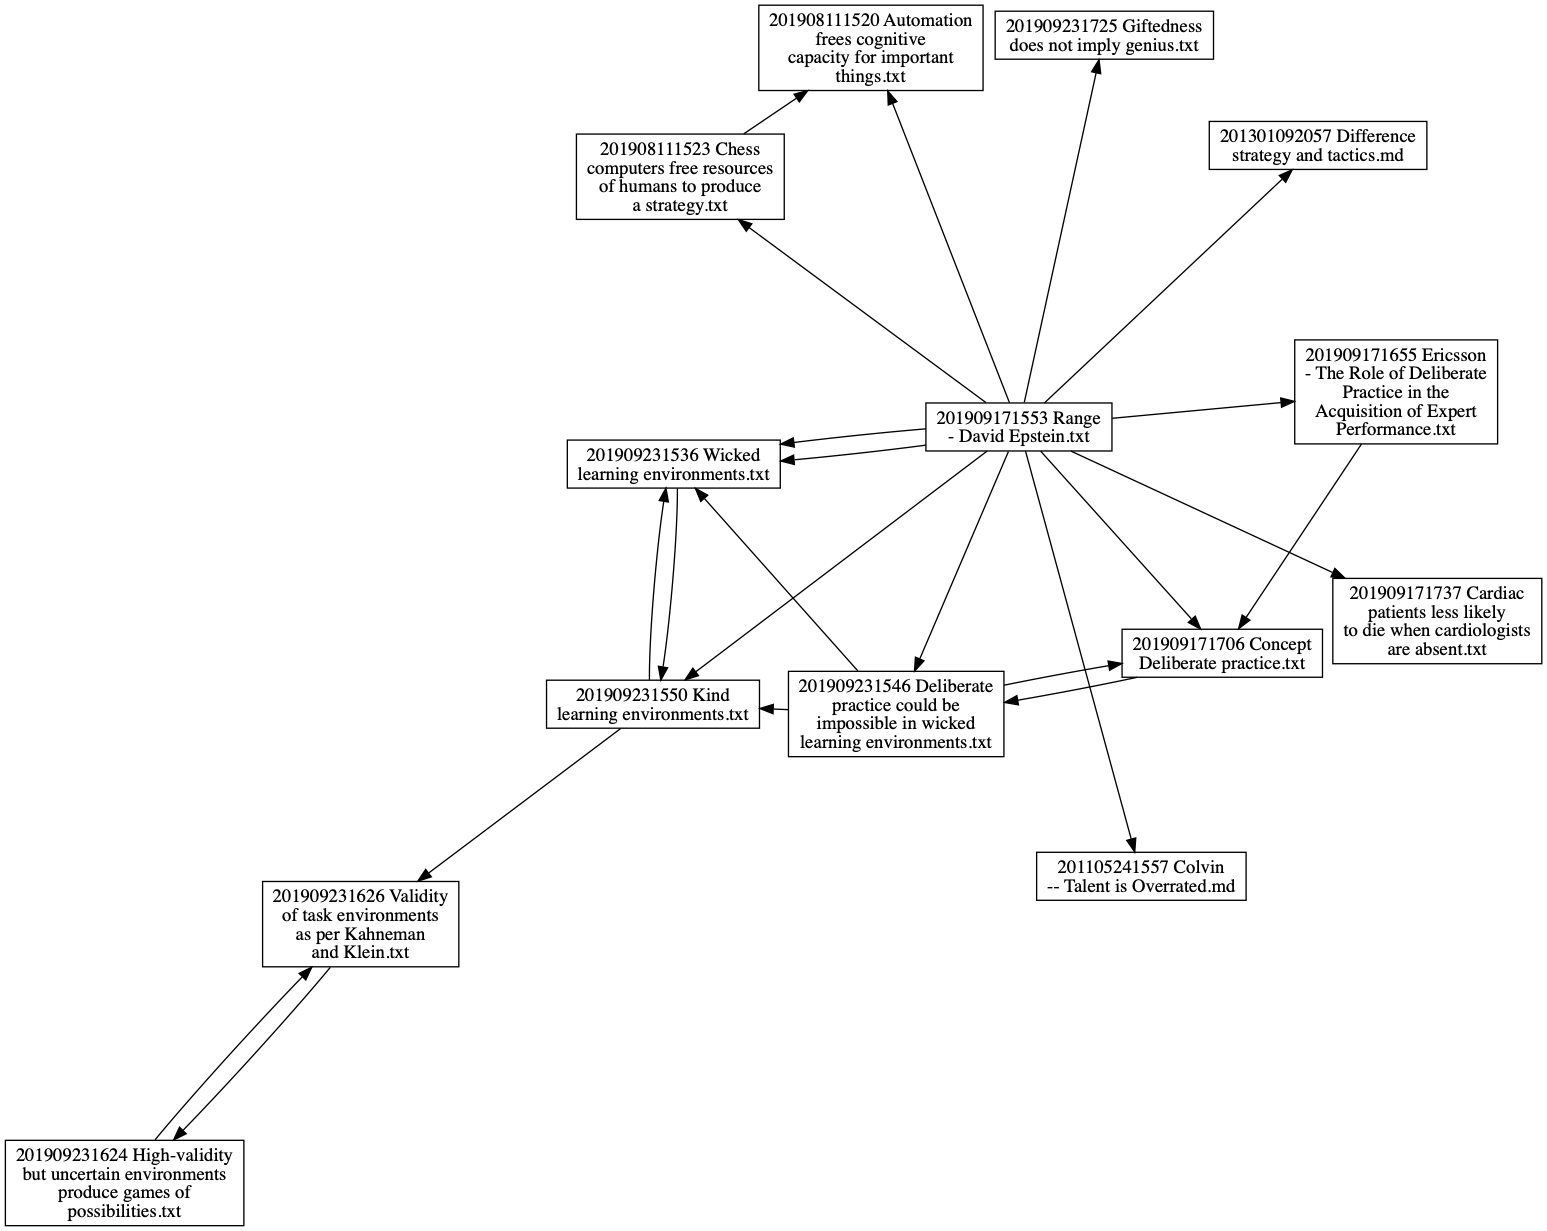 201908111520 Automation
frees cognitive
capacity for important
things.txt
201909231725 Giftedness
does not imply genius.txt
201301092057 Difference
strategy and tactics.md
201908111523 Chess
computers free resources
of humans to produce
a strategy.txt
201909171655 Ericsson
- The Role of Deliberate
Practice in the
Acquisition of Expert
Performance.txt
201909171553 Range
- David Epstein.txt
201909231536 Wicked
learning environments.txt
201909171737 Cardiac
patients less likely
to die when cardiologists
are absent.txt
201909171706 Concept
Deliberate practice.txt
201909231546 Deliberate
practice could be
impossible in wicked
learning environments.txt
201909231550 Kind
learning environments.txt
201105241557 Colvin
-- Talent is Overrated.md
201909231626 Validity
of task environments
as per Kahneman
and Klein.txt
201909231624 High-validity
but uncertain environments
produce games of
possibilities.txt